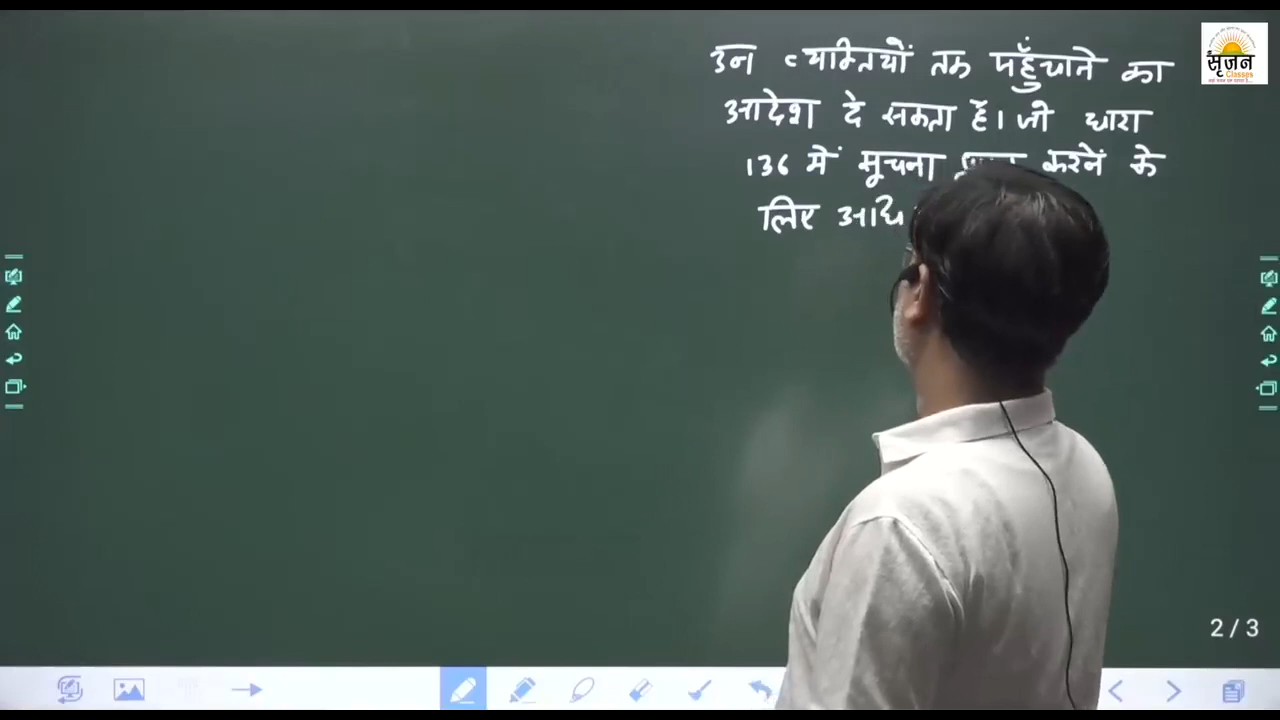 उन व्यक्तियों तक पहुँचाने का
आदेश दे सकता है। जो धारा
136 में सूचना करनें के
लिए
सृजन
Classes
2 / 3